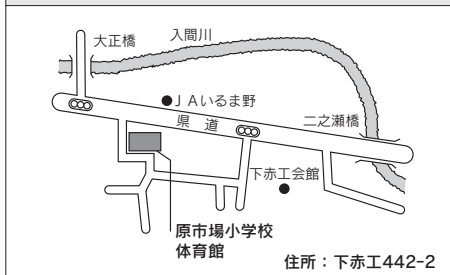 大正橋
入間川
ＪＡいるま野
県道
二之瀬橋
下赤工会館
原市場小学校
体育館
住所：下赤工442-2